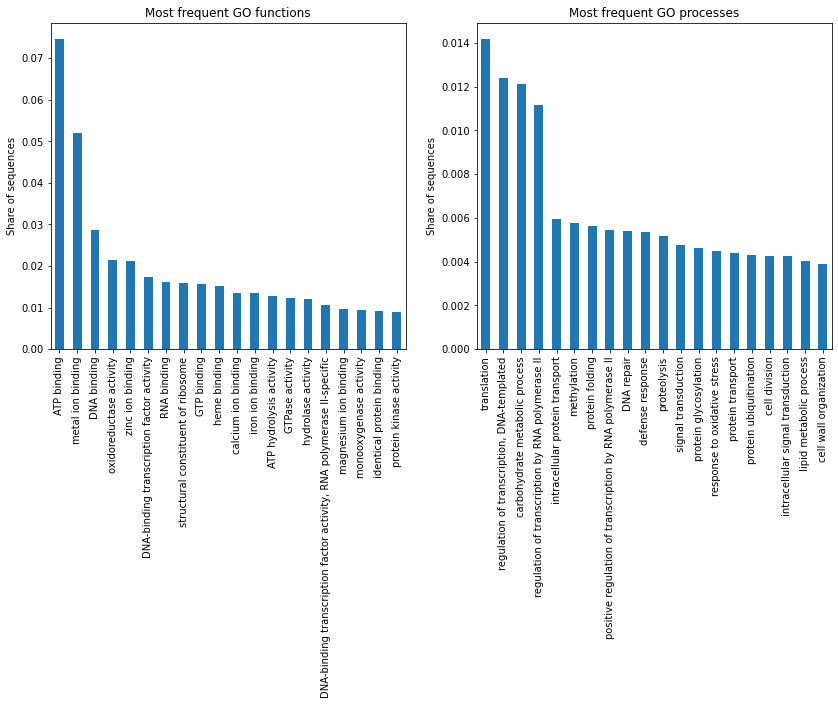 Most frequent GO functions
Share of sequences
0.07
0.06
0.05
0.04
0.03
0.02
0.01
0.00
ATP binding
metal ion binding
DNA binding
oxidoreductase activity
zinc ion binding
DNA-binding transcription factor activity
RNA binding
structural constituent of ribosome
GTP binding
heme binding
calcium ion binding
iron ion binding
ATP hydrolysis activity
GTPase activity
hydrolase activity
DNA-binding transcription factor activity, RNA polymerase II-specific
magnesium ion binding
monooxygenase activity
identical protein binding
protein kinase activity
Most frequent GO processes
Share of sequences
0.014
0.012
0.010
0.008
0.006
0.004
0.002
0.000
translation
regulation of transcription, DNA-templated
carbohydrate metabolic process
regulation of transcription by RNA polymerase II
intracellular protein transport
methylation
protein folding
positive regulation of transcription by RNA polymerase II
DNA repair
defense response
proteolysis
signal transduction
protein glycosylation
response to oxidative stress
protein transport
protein ubiquitination
cell division
intracellular signal transduction
lipid metabolic process
cell wall organization